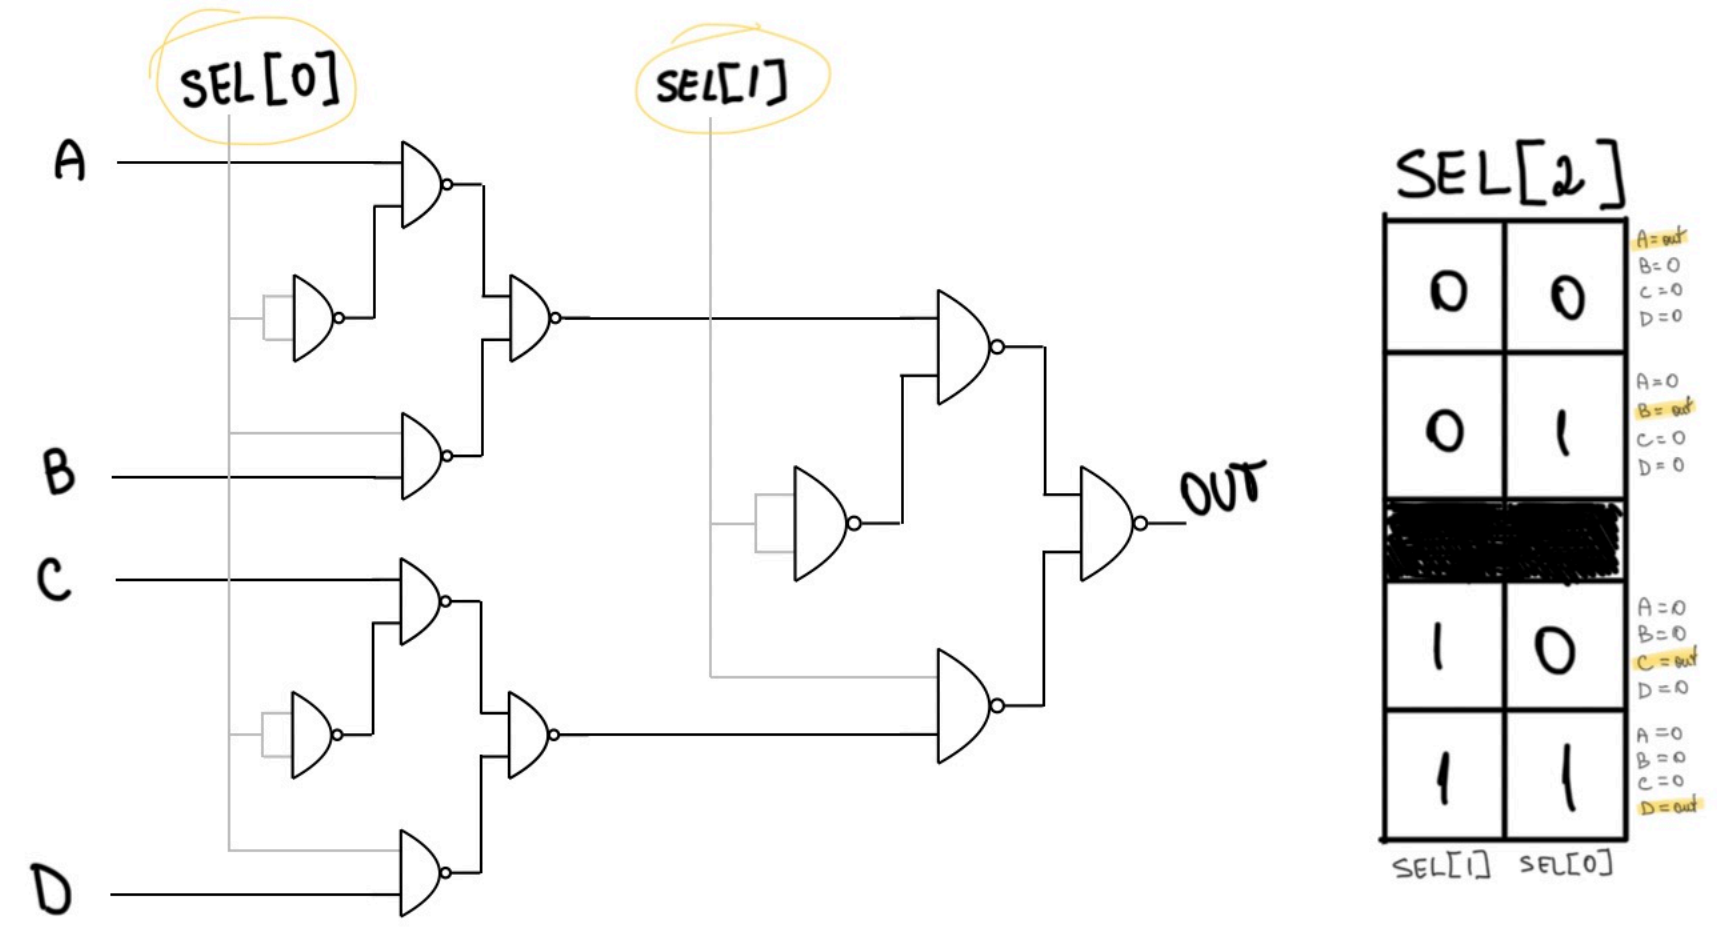 SEL[0]
SEL[1]
A
B
C
D
OUT
SEL[2]
0 0
A=out
B=0
C=0
D=0
0 1
A=0
B=out
C=0
D=0
1 0
A=0
B=0
C=out
D=0
1 1
A=0
B=0
C=0
D=out
SEL[1] SEL[0]